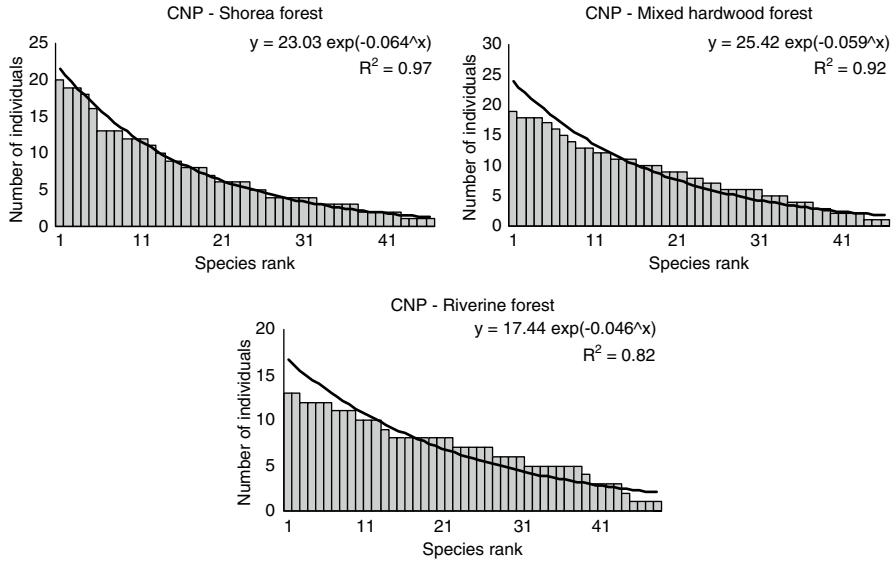 CNP - Shorea forest
y = 23.03 exp(-0.064^x)
R² = 0.97
Number of individuals
25
20
15
10
5
0
1 11 21 31 41
Species rank
CNP - Mixed hardwood forest
y = 25.42 exp(-0.059^x)
R² = 0.92
Number of individuals
30
25
20
15
10
5
0
1 11 21 31 41
Species rank
CNP - Riverine forest
y = 17.44 exp(-0.046^x)
R² = 0.82
Number of individuals
20
15
10
5
0
1 11 21 31 41
Species rank